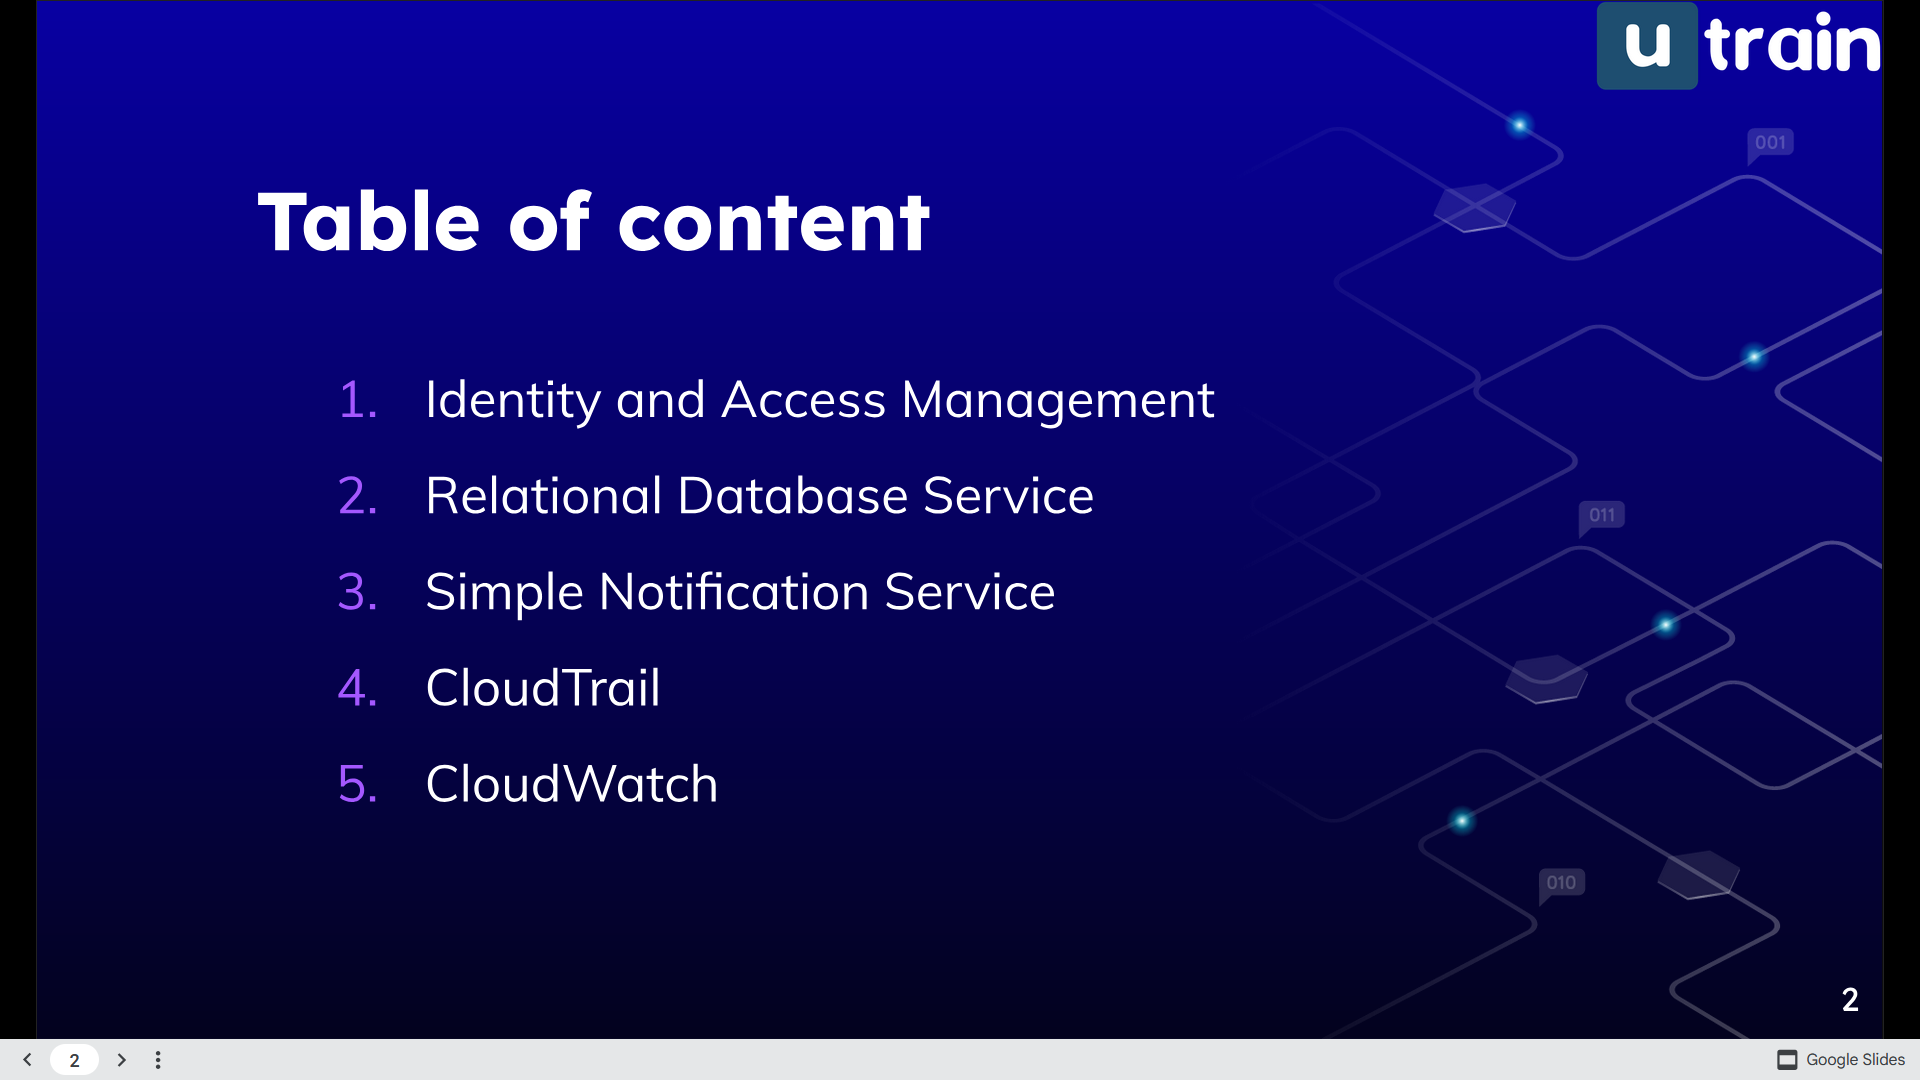 u train
001
Table of content
1. Identity and Access Management
2. Relational Database Service
011
3. Simple Notification Service
4. CloudTrail
5. CloudWatch
010
2
2
Google Slides